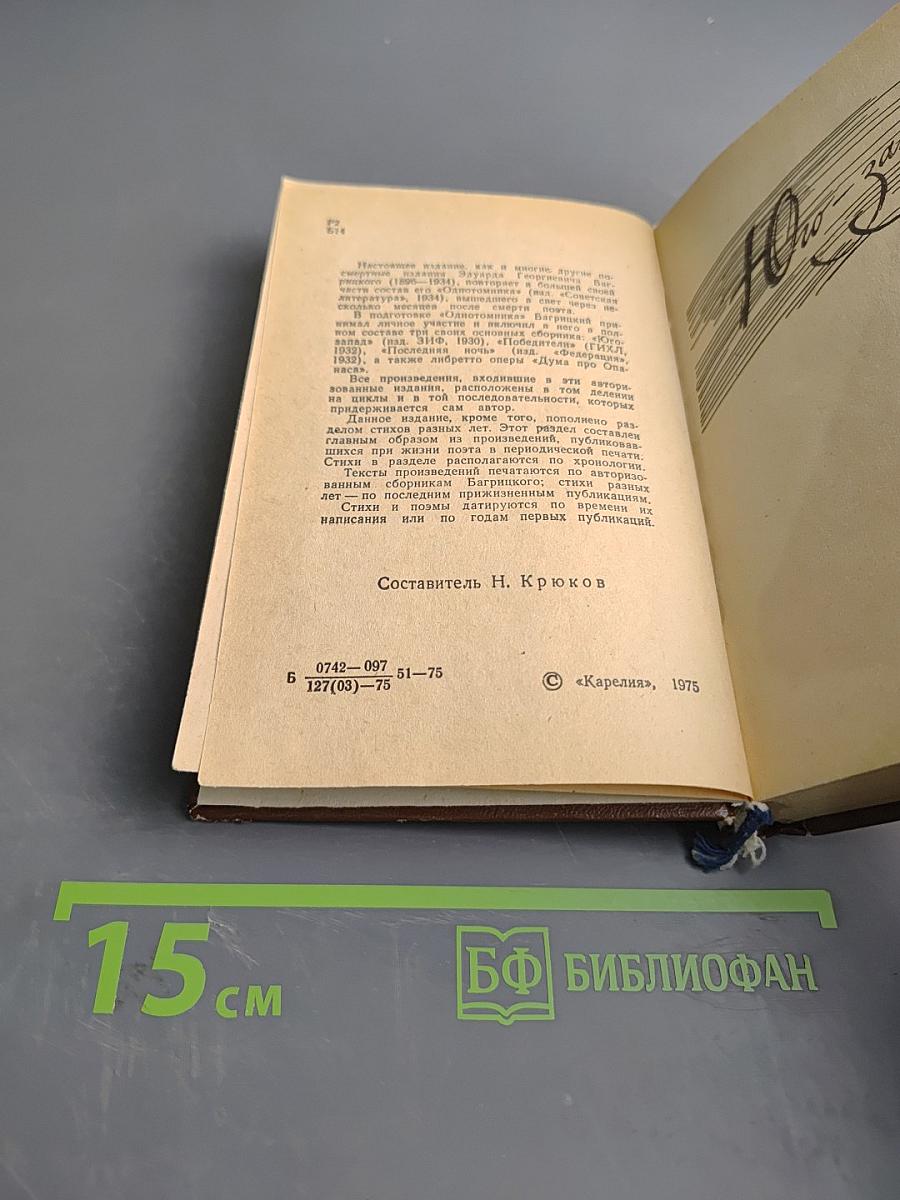 Р2
Б14
Настоящее издание, как и многие другие по-
смертные издания Эдуарда Георгиевича Баг-
рицкого (1895—1934), повторяет в большей своей
части состав его «Однотомника» (изд. «Советская
литература», 1934), вышедшего в свет через не-
сколько месяцев после смерти поэта.
В подготовке «Однотомника» Багрицкий при-
нимал личное участие и включил в него в пол-
ном составе три своих основных сборника: «Юго-
запад» (изд. ЗИФ, 1930), «Победители» (ГИХЛ,
1932), «Последняя ночь» (изд. «Федерация»,
1932), а также либретто оперы «Дума про Опа-
наса».
Все произведения, входившие в эти автори-
зованные издания, расположены в том делении
на циклы и в той последовательности, которых
придерживается сам автор.
Данное издание, кроме того, пополнено раз-
делом стихов разных лет. Этот раздел составлен
главным образом из произведений, публиковав-
шихся при жизни поэта в периодической печати.
Стихи в разделе располагаются по хронологии.
Тексты произведений печатаются по авторизо-
ванным сборникам Багрицкого; стихи разных
лет — по последним прижизненным публикациям.
Стихи и поэмы датируются по времени их
написания или по годам первых публикаций.
Составитель Н. Крюков
Б 0742—097 51—75
127(03)—75
© «Карелия», 1975
Юго-за
15 см
БФ БИБЛИОФАН